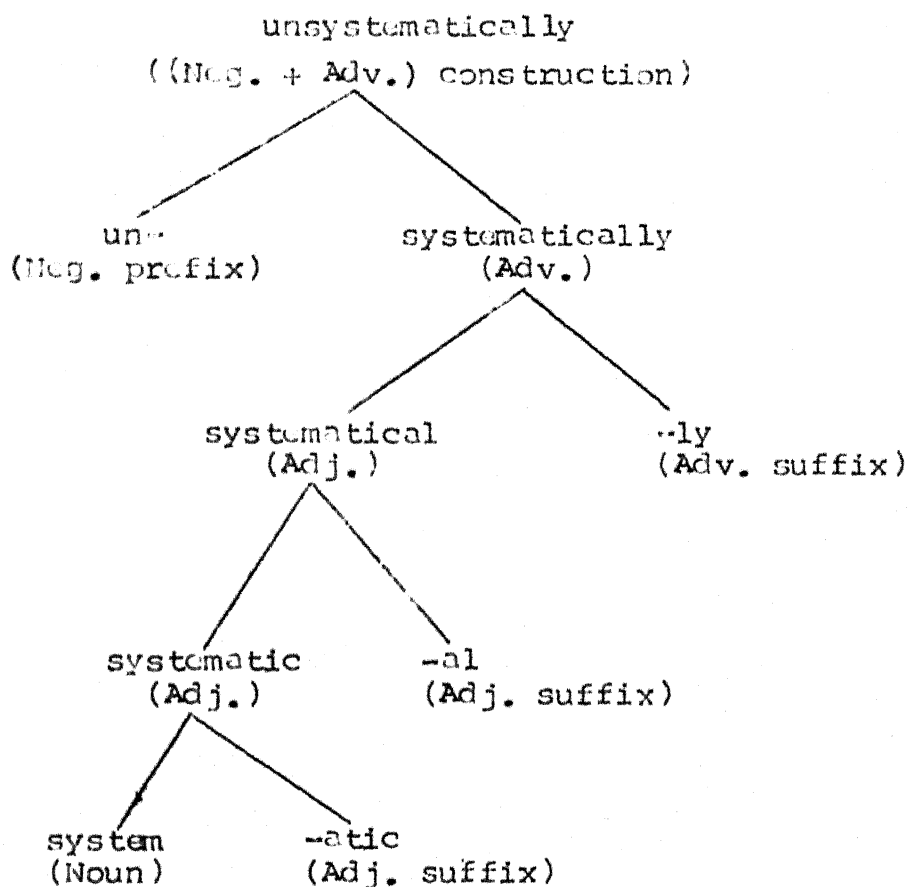 unsystematically
((Neg. + Adv.) construction)
un-
(Neg. prefix)
systematically
(Adv.)
systematical
(Adj.)
-ly
(Adv. suffix)
systematic
(Adj.)
-al
(Adj. suffix)
system
(Noun)
-atic
(Adj. suffix)